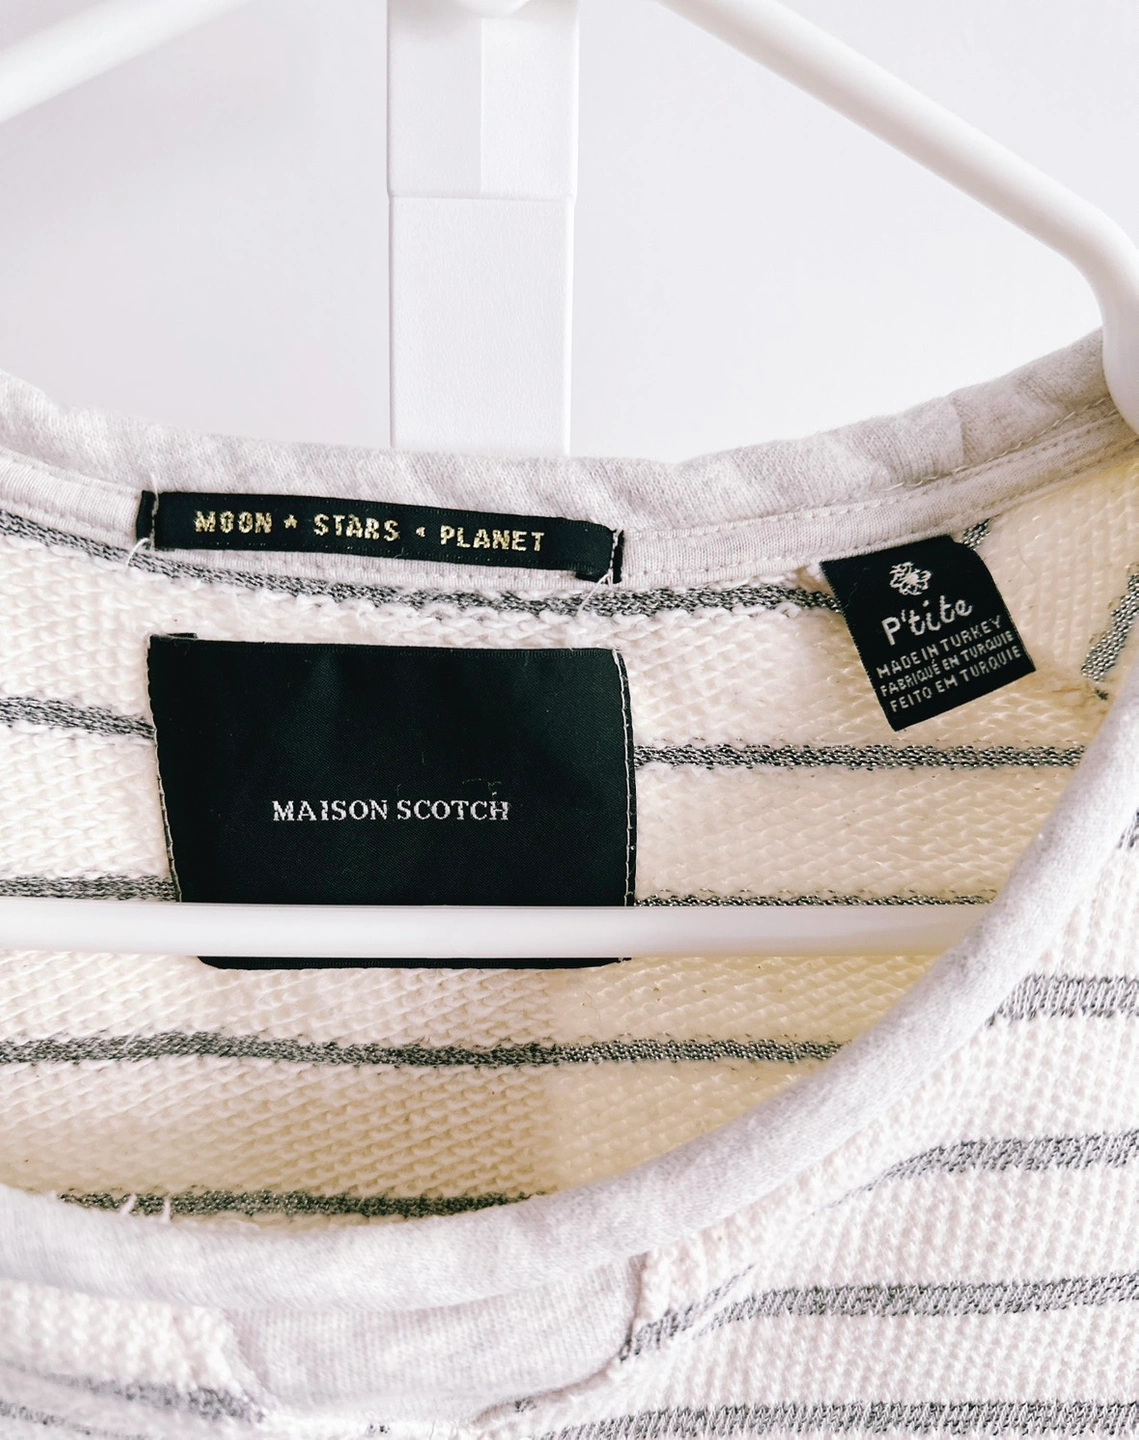 MOON ★ STARS ★ PLANET
P'tite
MADE IN TURKEY
FABRIQUÉ EN TURQUIE
FEITO EM TURQUIE
MAISON SCOTCH